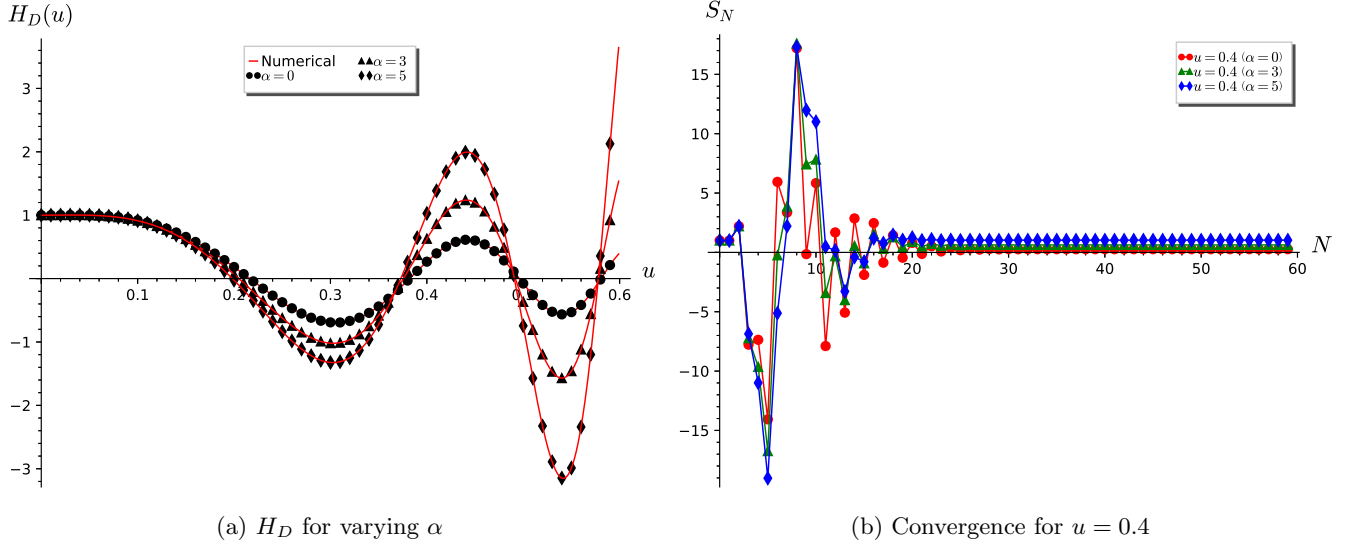 H_D(u)
Numerical
α=0
α=3
α=5
3
2
1
−1
−2
−3
0.1
0.2
0.3
0.4
0.5
0.6
u
(a) H_D for varying α
S_N
u=0.4 (α=0)
u=0.4 (α=3)
u=0.4 (α=5)
15
10
5
−5
−10
−15
10
20
30
40
50
60
N
(b) Convergence for u = 0.4